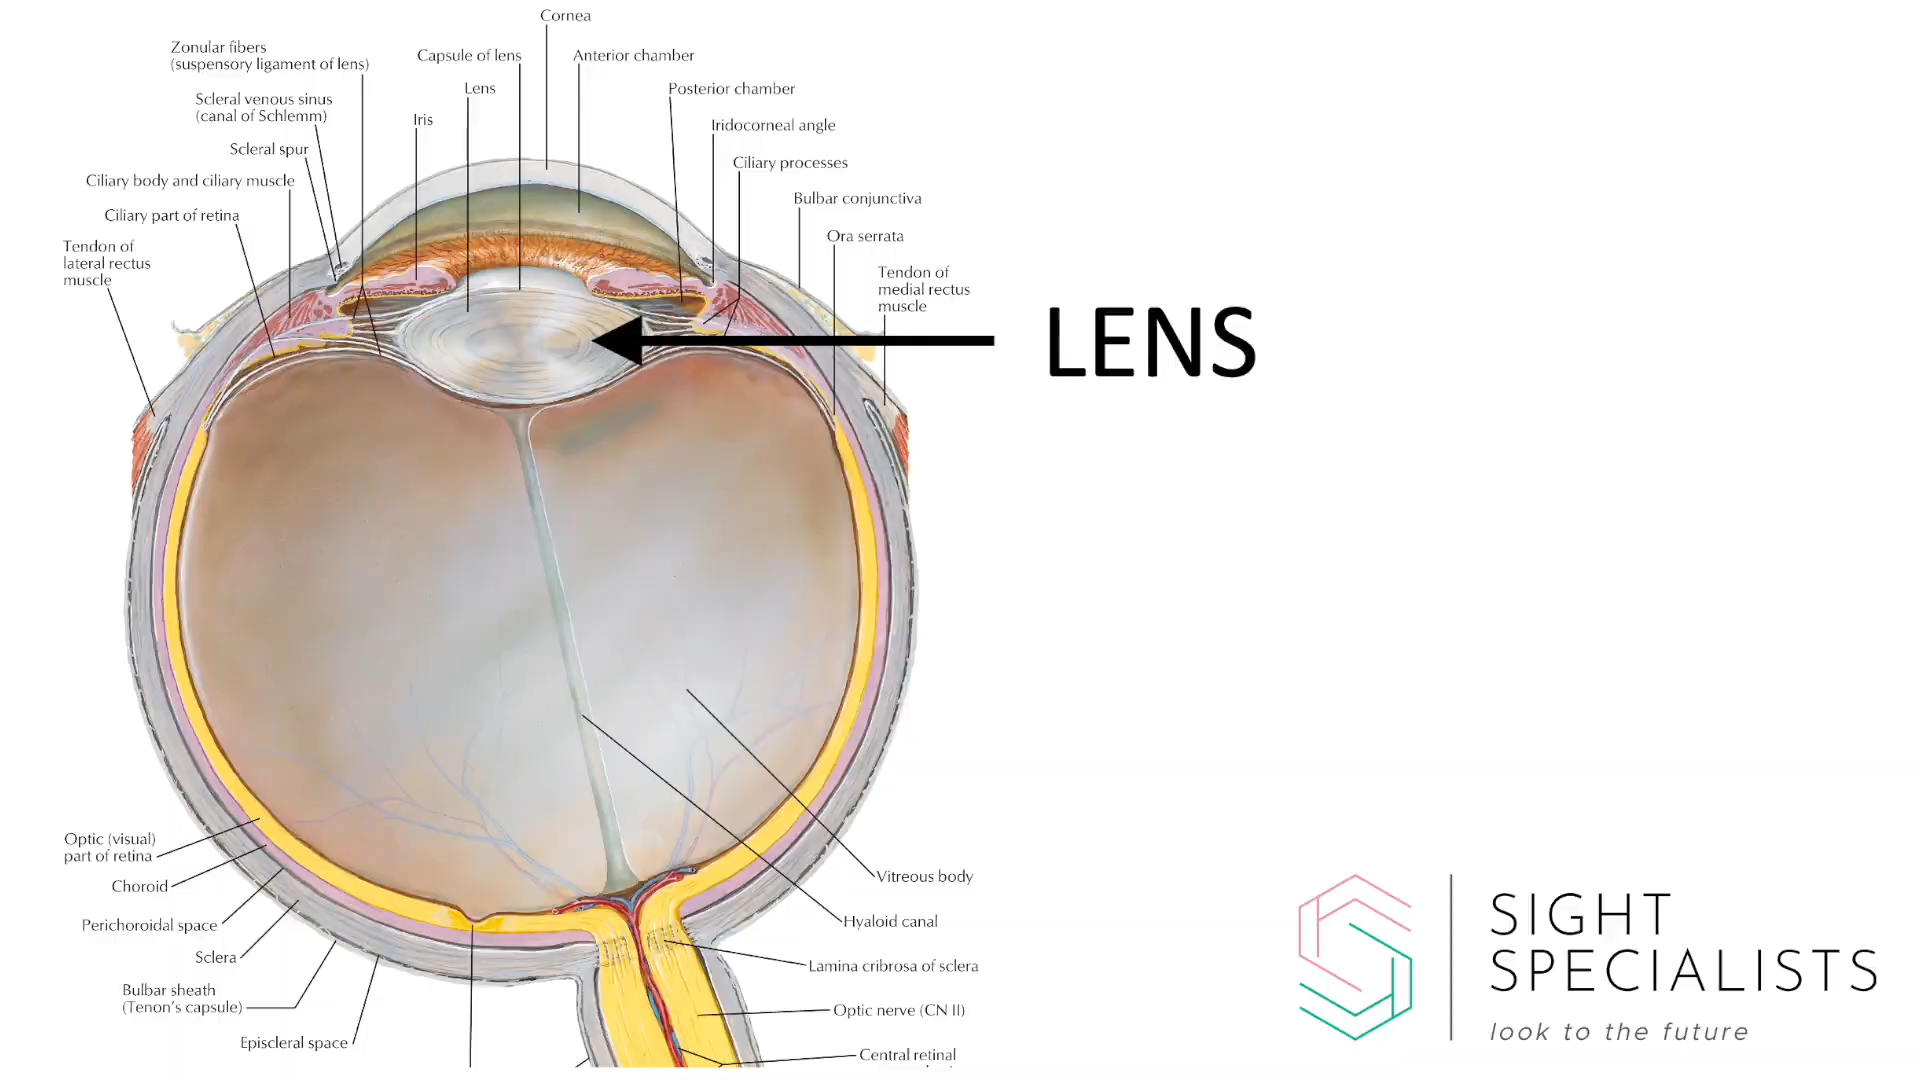 Cornea
Zonular fibers
(suspensory ligament of lens)
Capsule of lens
Anterior chamber
Lens
Posterior chamber
Scleral venous sinus
(canal of Schlemm)
Iris
Iridocorneal angle
Scleral spur
Ciliary processes
Ciliary body and ciliary muscle
Bulbar conjunctiva
Ciliary part of retina
Ora serrata
Tendon of
lateral rectus
muscle
Tendon of
medial rectus
muscle
LENS
Optic (visual)
part of retina
Choroid
Vitreous body
Perichoroidal space
Hyaloid canal
Sclera
Lamina cribrosa of sclera
Bulbar sheath
(Tenon's capsule)
Optic nerve (CN II)
Episcleral space
Central retinal
SIGHT
SPECIALISTS
look to the future